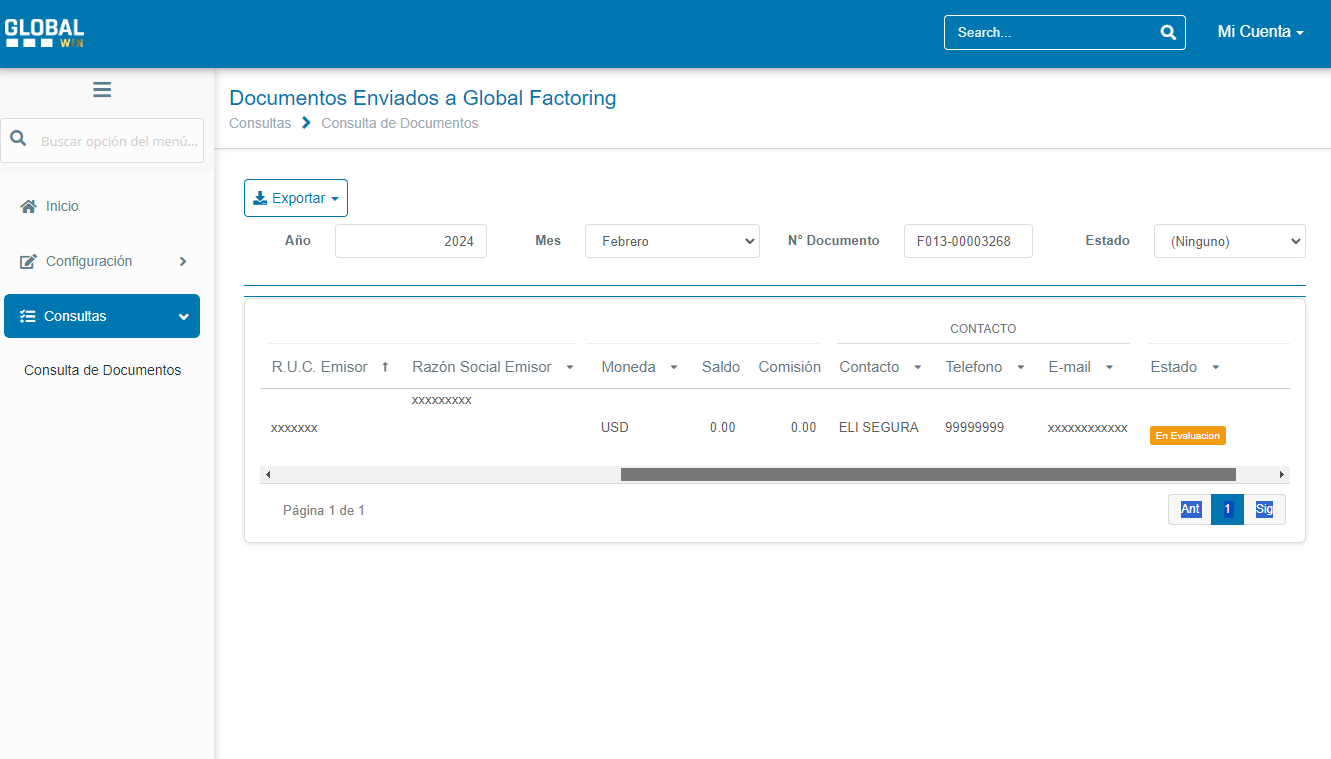 GLOBAL
WIN
Search...
Mi Cuenta
Buscar opción del menú...
Inicio
Configuración
Consultas
Consulta de Documentos
Documentos Enviados a Global Factoring
Consultas Consulta de Documentos
Exportar
Año 2024 Mes Febrero N° Documento F013-00003268 Estado (Ninguno)
CONTACTO
R.U.C. Emisor Razón Social Emisor Moneda Saldo Comisión Contacto Telefono E-mail Estado
xxxxxxxxx
xxxxxxx USD 0.00 0.00 ELI SEGURA 99999999 xxxxxxxxxxxx En Evaluacion
Página 1 de 1
Ant 1 Sig